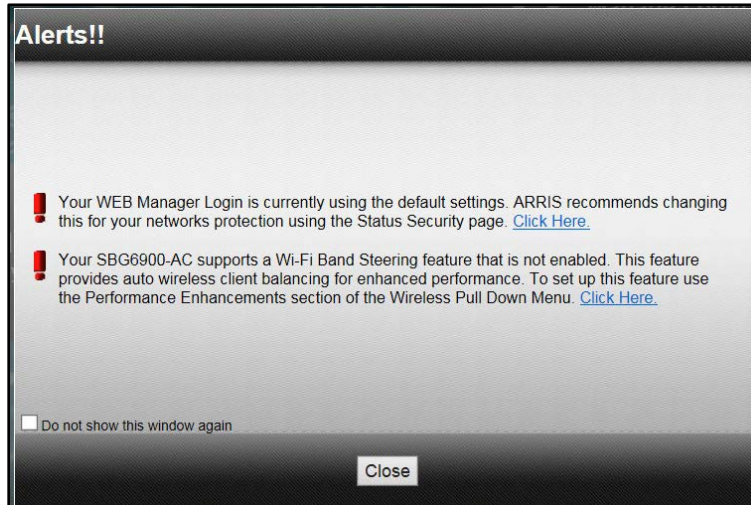 Alerts!!
Your WEB Manager Login is currently using the default settings. ARRIS recommends changing
this for your networks protection using the Status Security page. Click Here.
Your SBG6900-AC supports a Wi-Fi Band Steering feature that is not enabled. This feature
provides auto wireless client balancing for enhanced performance. To set up this feature use
the Performance Enhancements section of the Wireless Pull Down Menu. Click Here.
Do not show this window again
Close